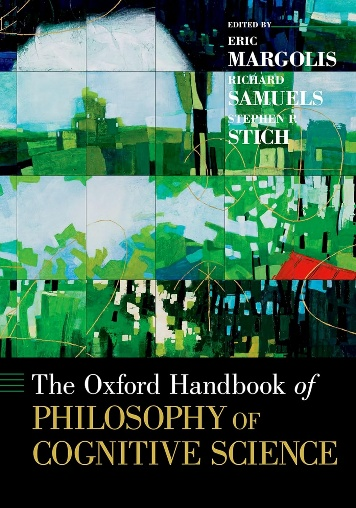 EDITED BY
ERIC
MARGOLIS
RICHARD
SAMUELS
STEPHEN P.
STICH
The Oxford Handbook of
PHILOSOPHY OF
COGNITIVE SCIENCE